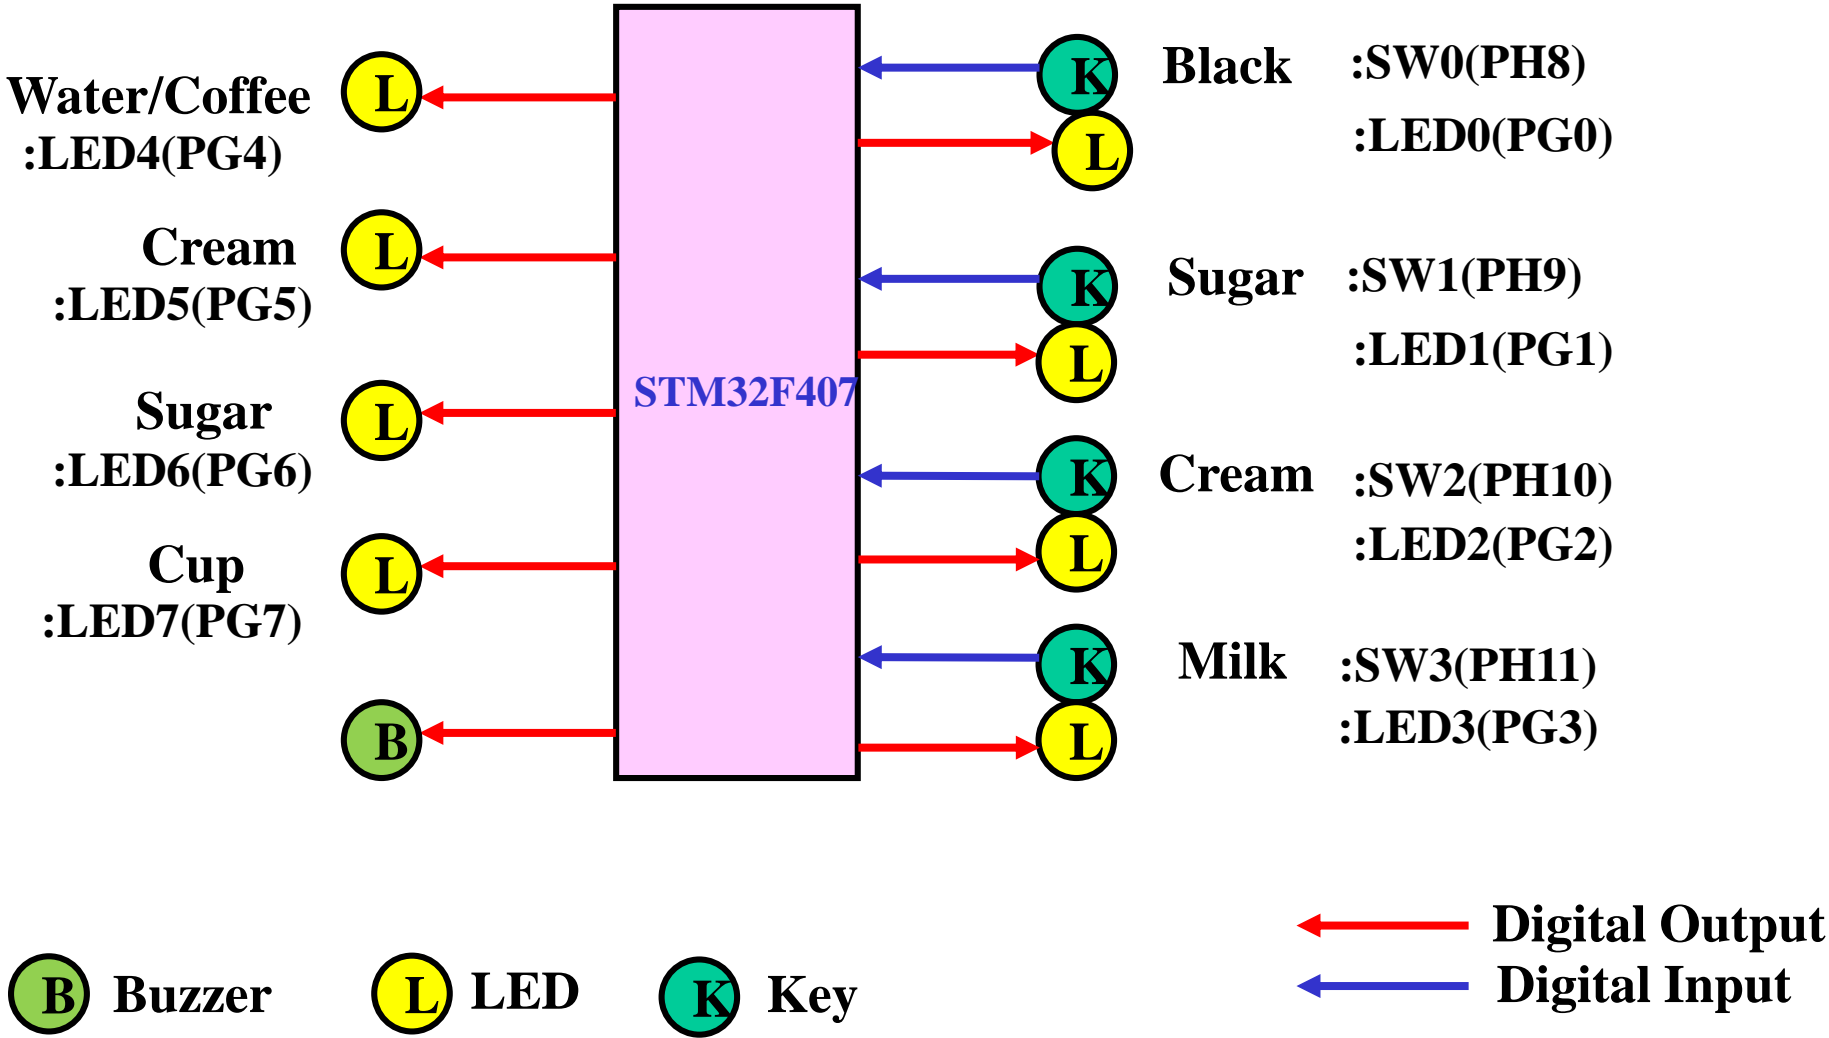 Water/Coffee
:LED4(PG4)
L
Cream
:LED5(PG5)
L
Sugar
:LED6(PG6)
L
Cup
:LED7(PG7)
L
B
STM32F407
K
Black :SW0(PH8)
L
:LED0(PG0)
K
Sugar :SW1(PH9)
L
:LED1(PG1)
K
Cream :SW2(PH10)
L
:LED2(PG2)
K
Milk :SW3(PH11)
L
:LED3(PG3)
B Buzzer
L LED
K Key
Digital Output
Digital Input